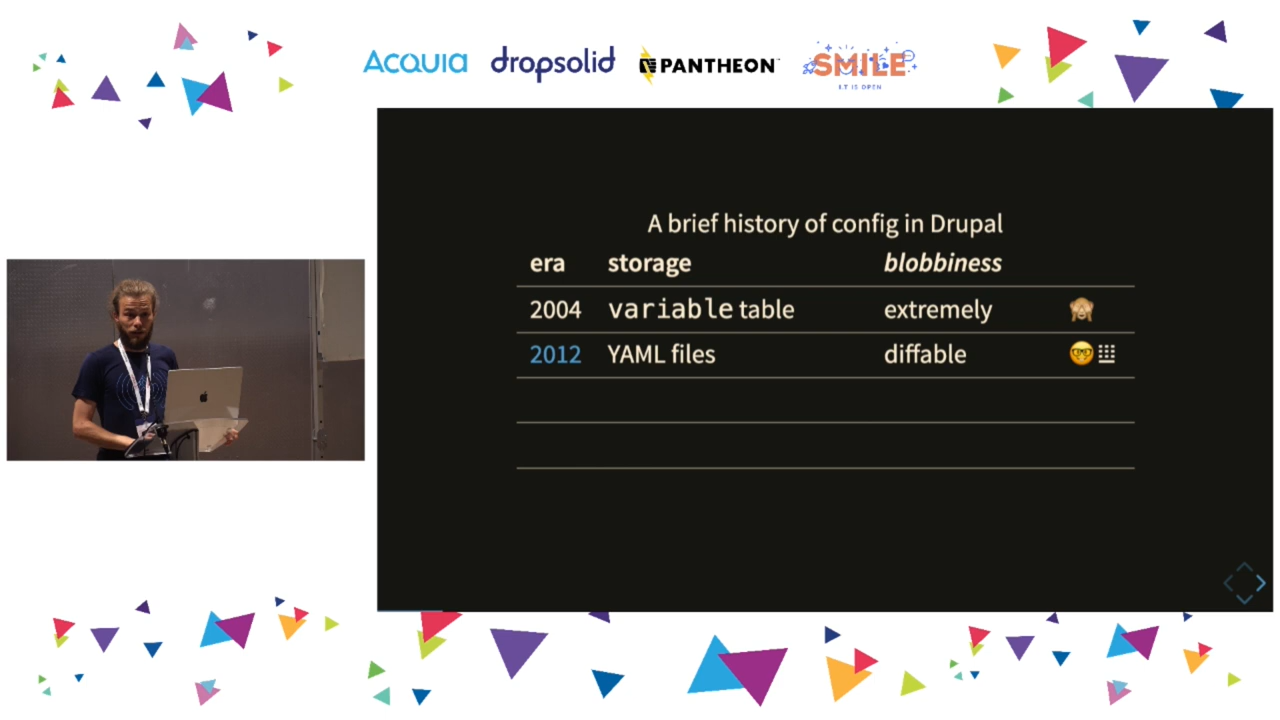 ACQUIA dropsolid PANTHEON SMILE
I.T IS OPEN
A brief history of config in Drupal
era storage blobbiness
2004 variable table extremely
2012 YAML files diffable